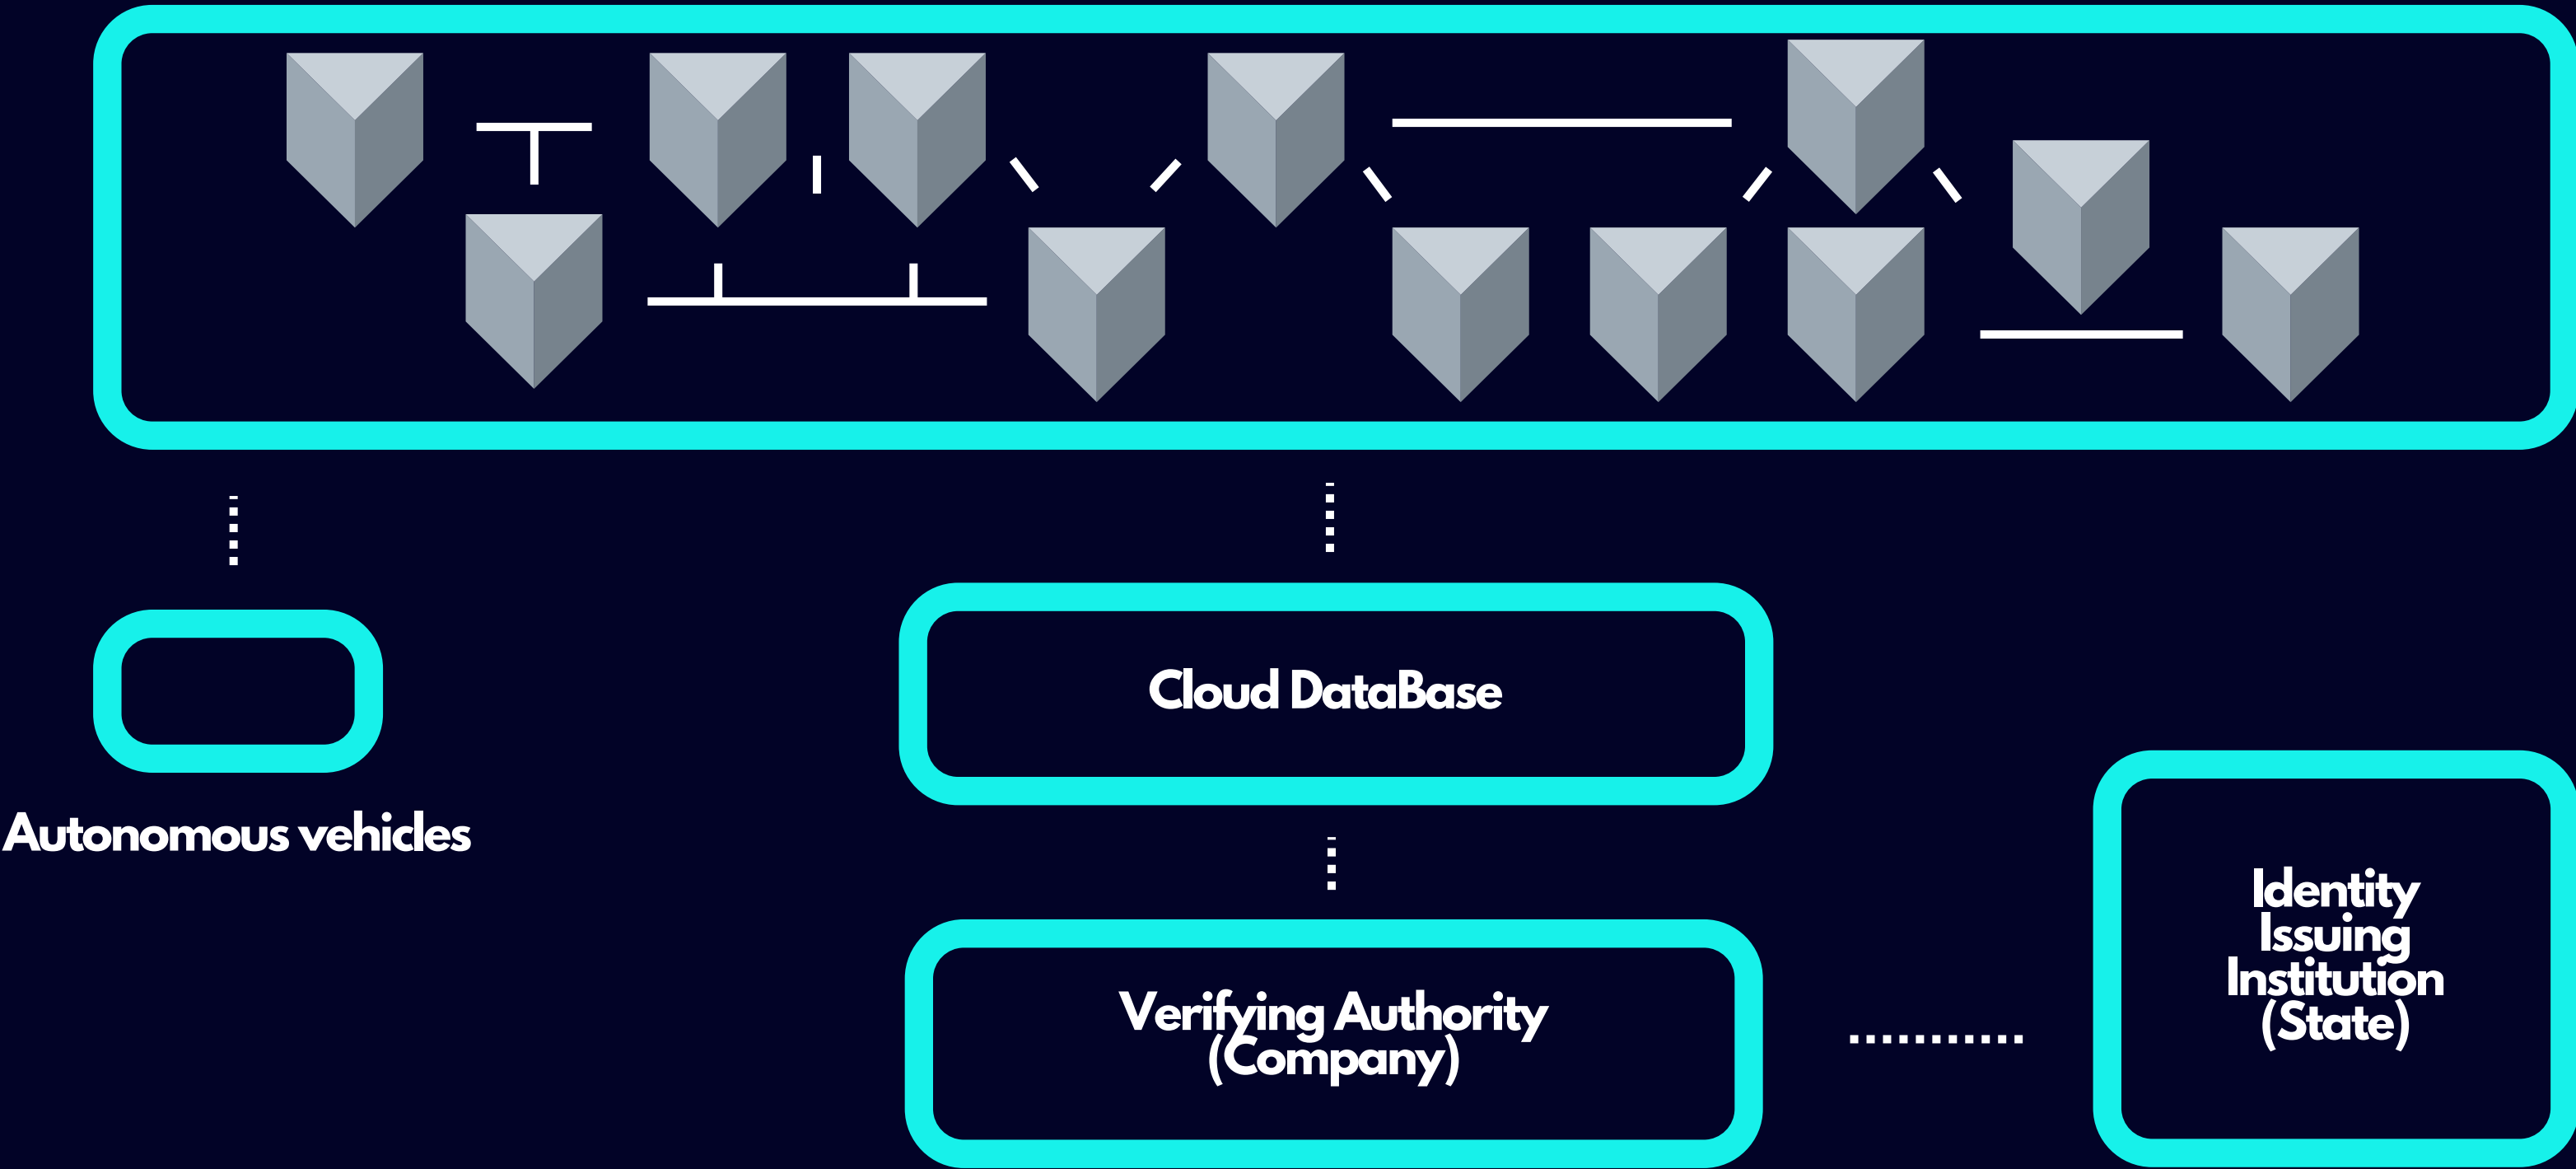 Cloud DataBase
Autonomous vehicles
Identity
Issuing
Institution
(State)
Verifying Authority
(Company)